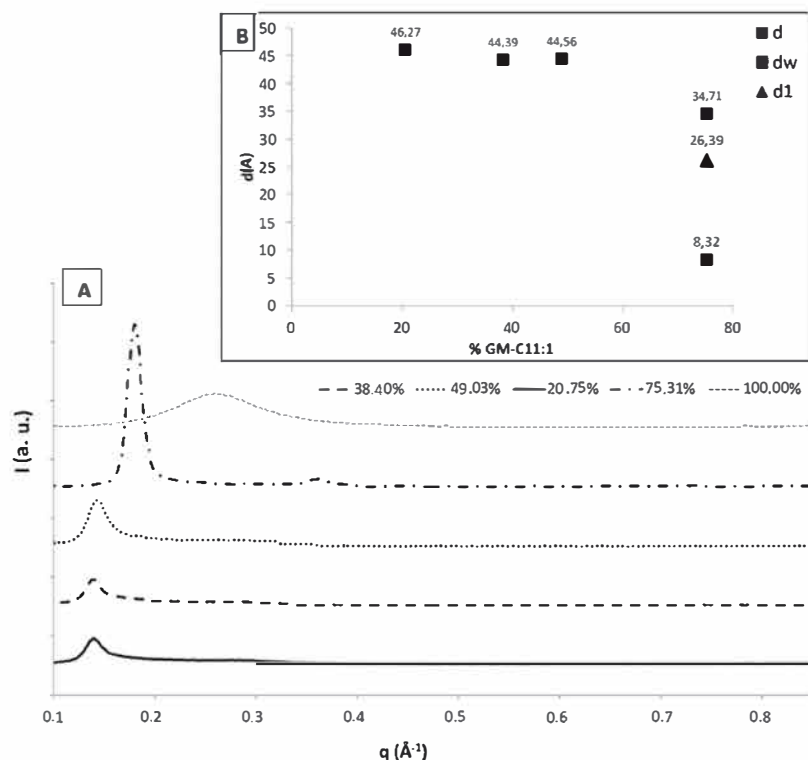 B
50
45
40
35
30
25
20
15
10
5
0
d(A)
46,27
44,39
44,56
34,71
26,39
8,32
d
dw
d1
0 20 40 60 80
% GM-C11:1
A
38.40% 49,03% 20.75% 75,31% 100,00%
I (a. u.)
0.1 0.2 0.3 0.4 0.5 0.6 0.7 0.8
q (Å⁻¹)